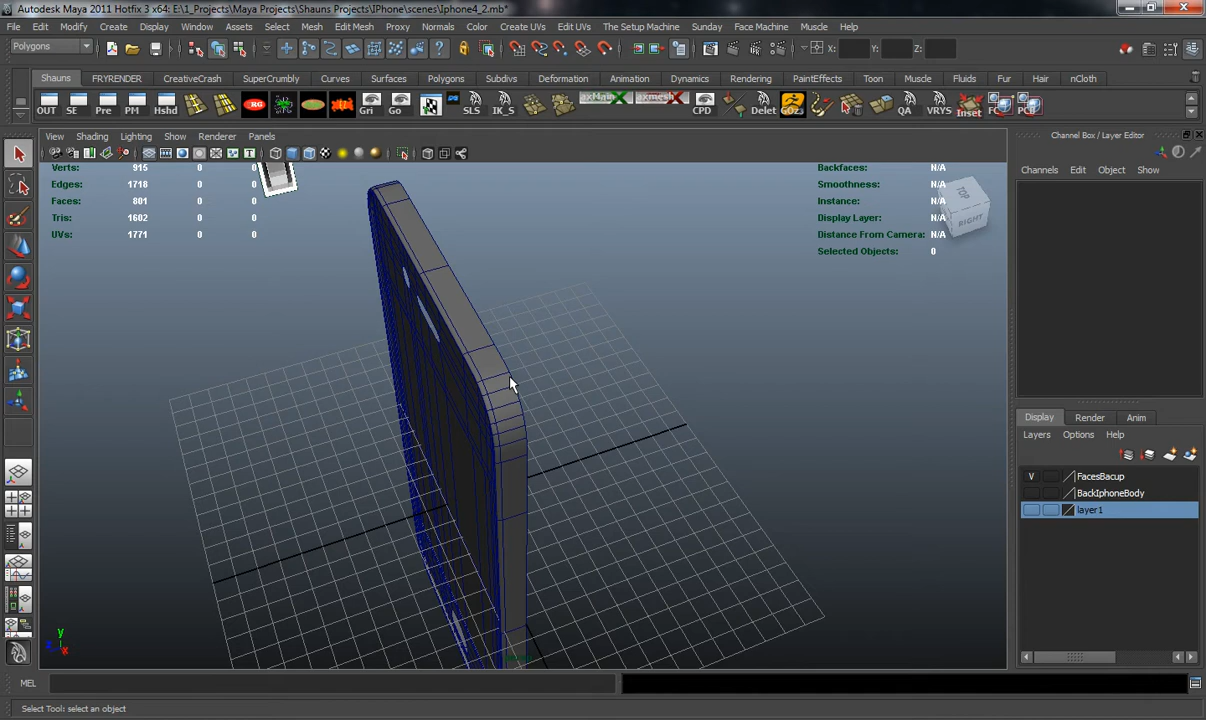 Autodesk Maya 2011 Hotfix 3 x64: E:\1_Projects\Maya Projects\Shauns Projects\IPhone\scenes\Iphone4_2.mb*
File Edit Modify Create Display Window Assets Select Mesh Edit Mesh Proxy Normals Color Create UVs Edit UVs The Setup Machine Sunday Face Machine Muscle Help
Polygons X: Y: Z:
Shauns FRYRENDER CreativeCrash SuperCrumbly Curves Surfaces Polygons Subdivs Deformation Animation Dynamics Rendering PaintEffects Toon Muscle Fluids Fur Hair nCloth
OUT SE Pre PM Hshd RG Gri Go SLS IK_S axMain axmesh CPD Delet GOz> QA VRYS Inset FC PCB
View Shading Lighting Show Renderer Panels
Channel Box / Layer Editor
Channels Edit Object Show
Verts: 915 0 0
Edges: 1718 0 0
Faces: 801 0 0
Tris: 1602 0 0
UVs: 1771 0 0
Backfaces: N/A
Smoothness: N/A
Instance: N/A
Display Layer: N/A
Distance From Camera: N/A
Selected Objects: 0
TOP
RIGHT
Display Render Anim
Layers Options Help
V FacesBacup
BackIphoneBody
layer1
y
x
MEL
Select Tool: select an object